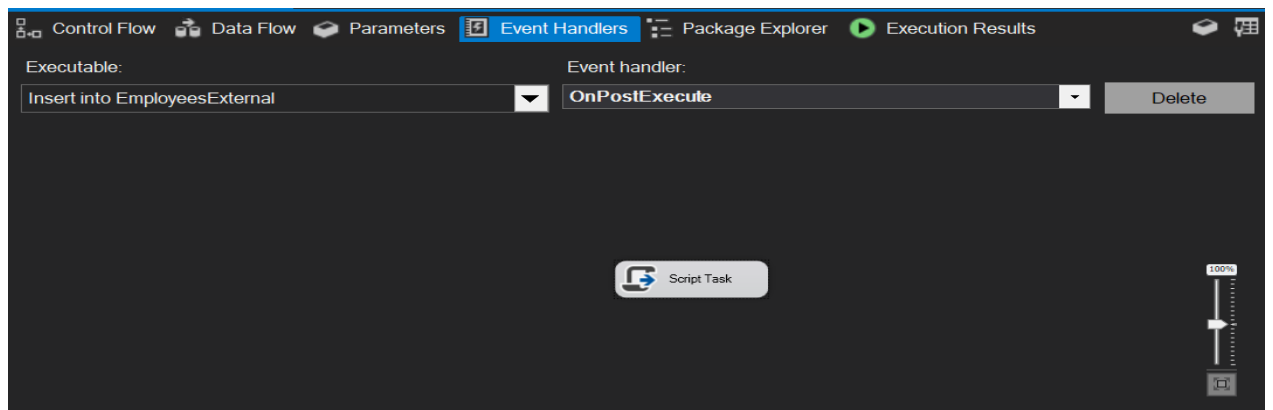 Control Flow Data Flow Parameters Event Handlers Package Explorer Execution Results
Executable: Event handler:
Insert into EmployeesExternal OnPostExecute Delete
Script Task
100%